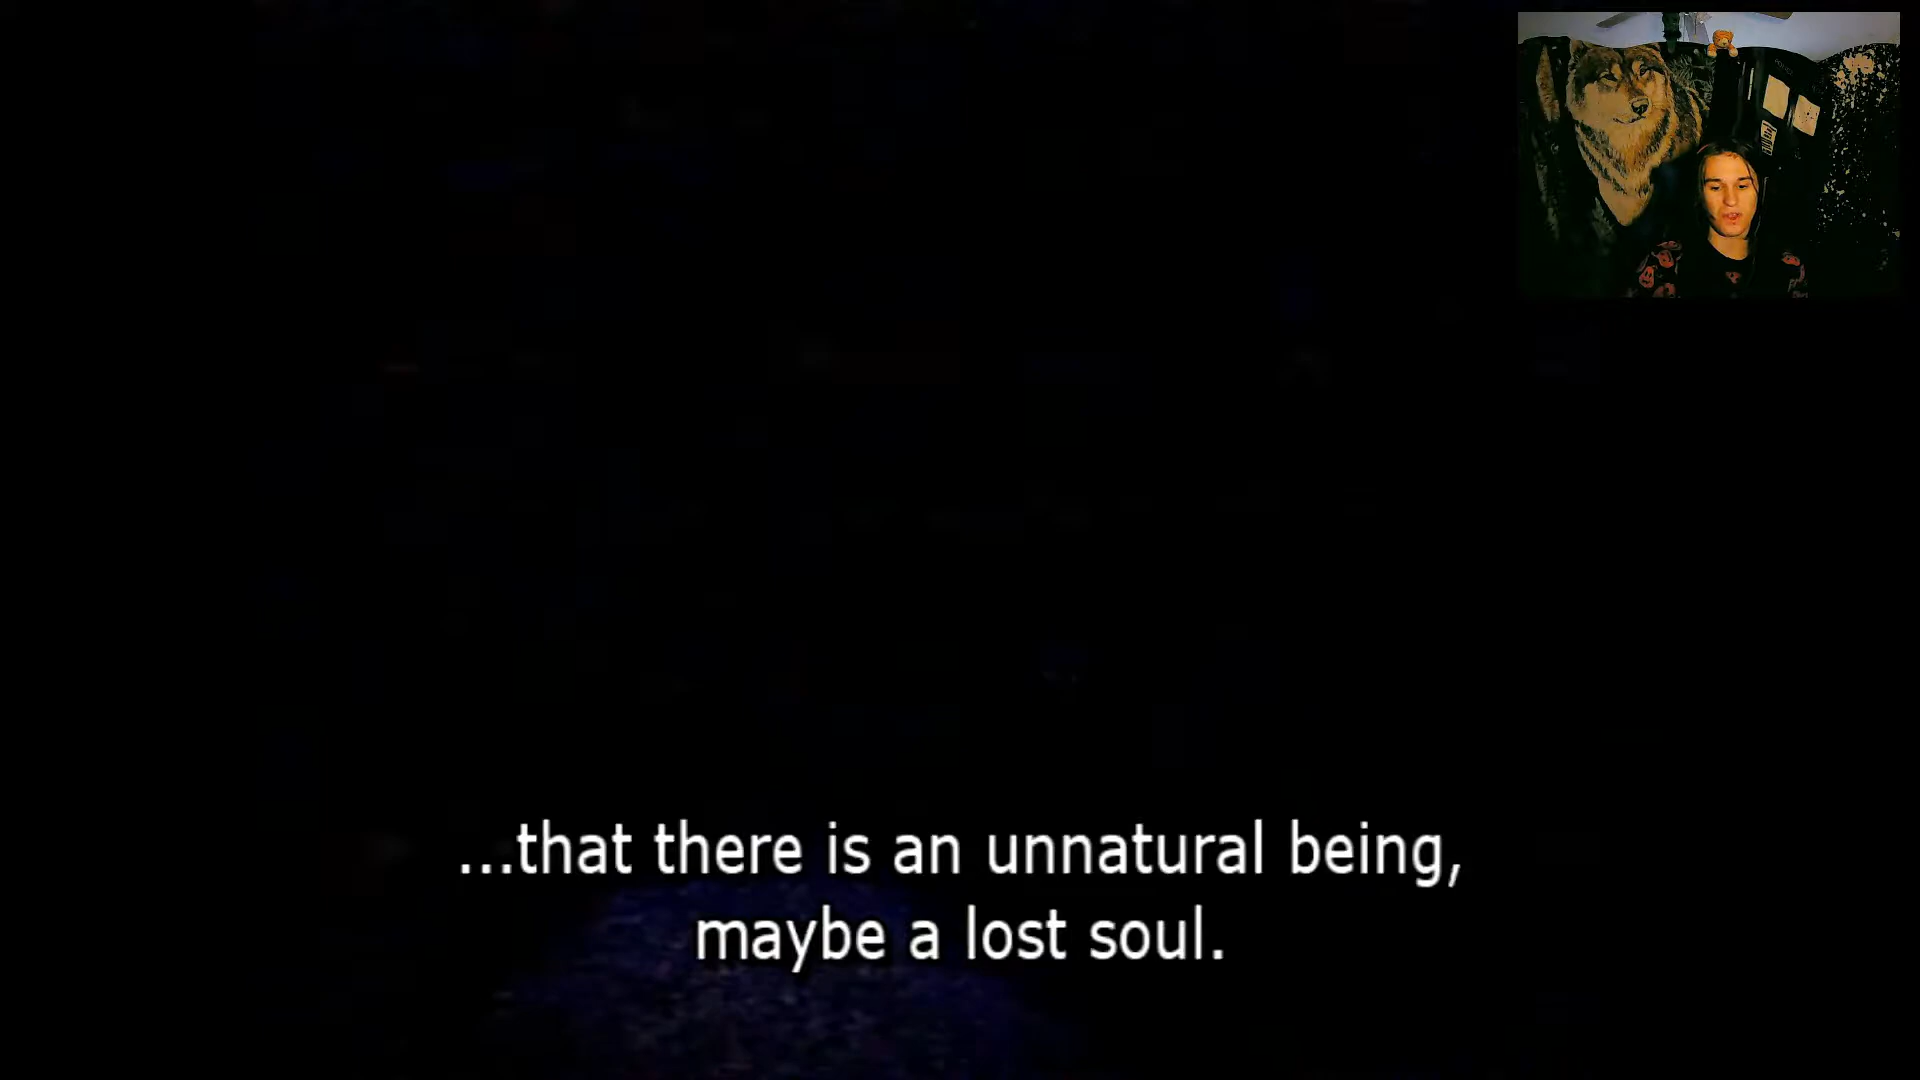 ...that there is an unnatural being,
maybe a lost soul.